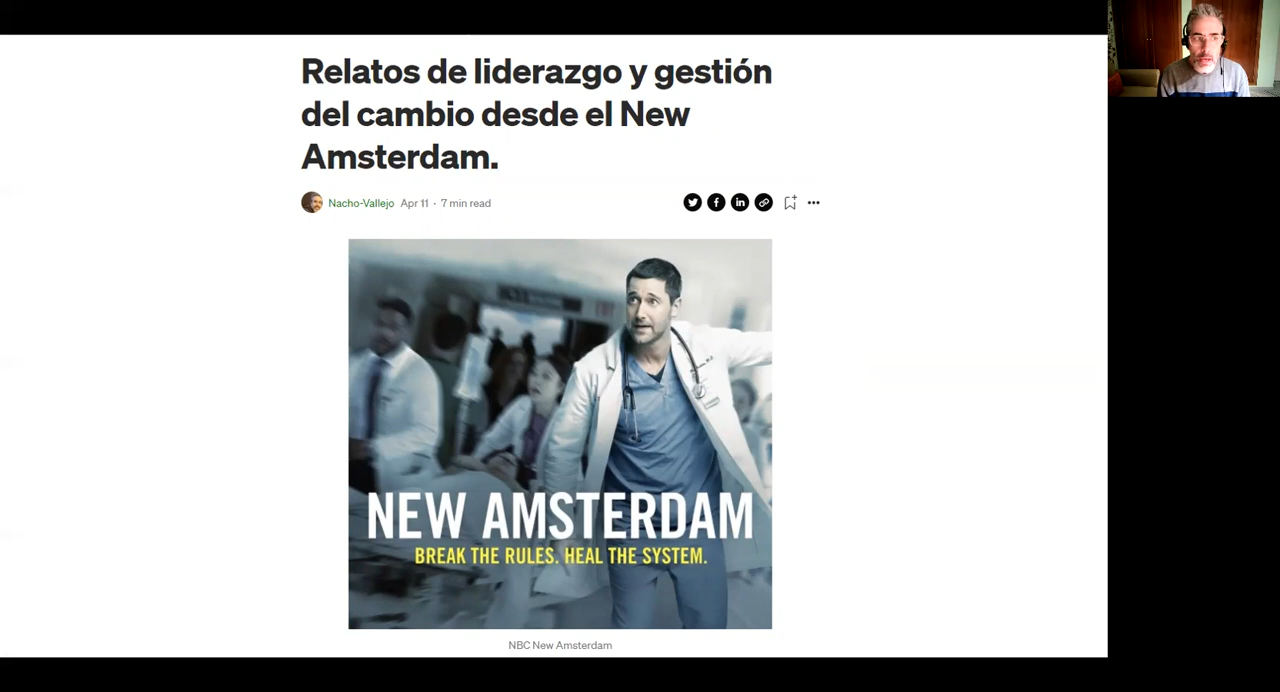 Relatos de liderazgo y gestión
del cambio desde el New
Amsterdam.
Nacho-Vallejo Apr 11 · 7 min read
NEW AMSTERDAM
BREAK THE RULES. HEAL THE SYSTEM.
NBC New Amsterdam